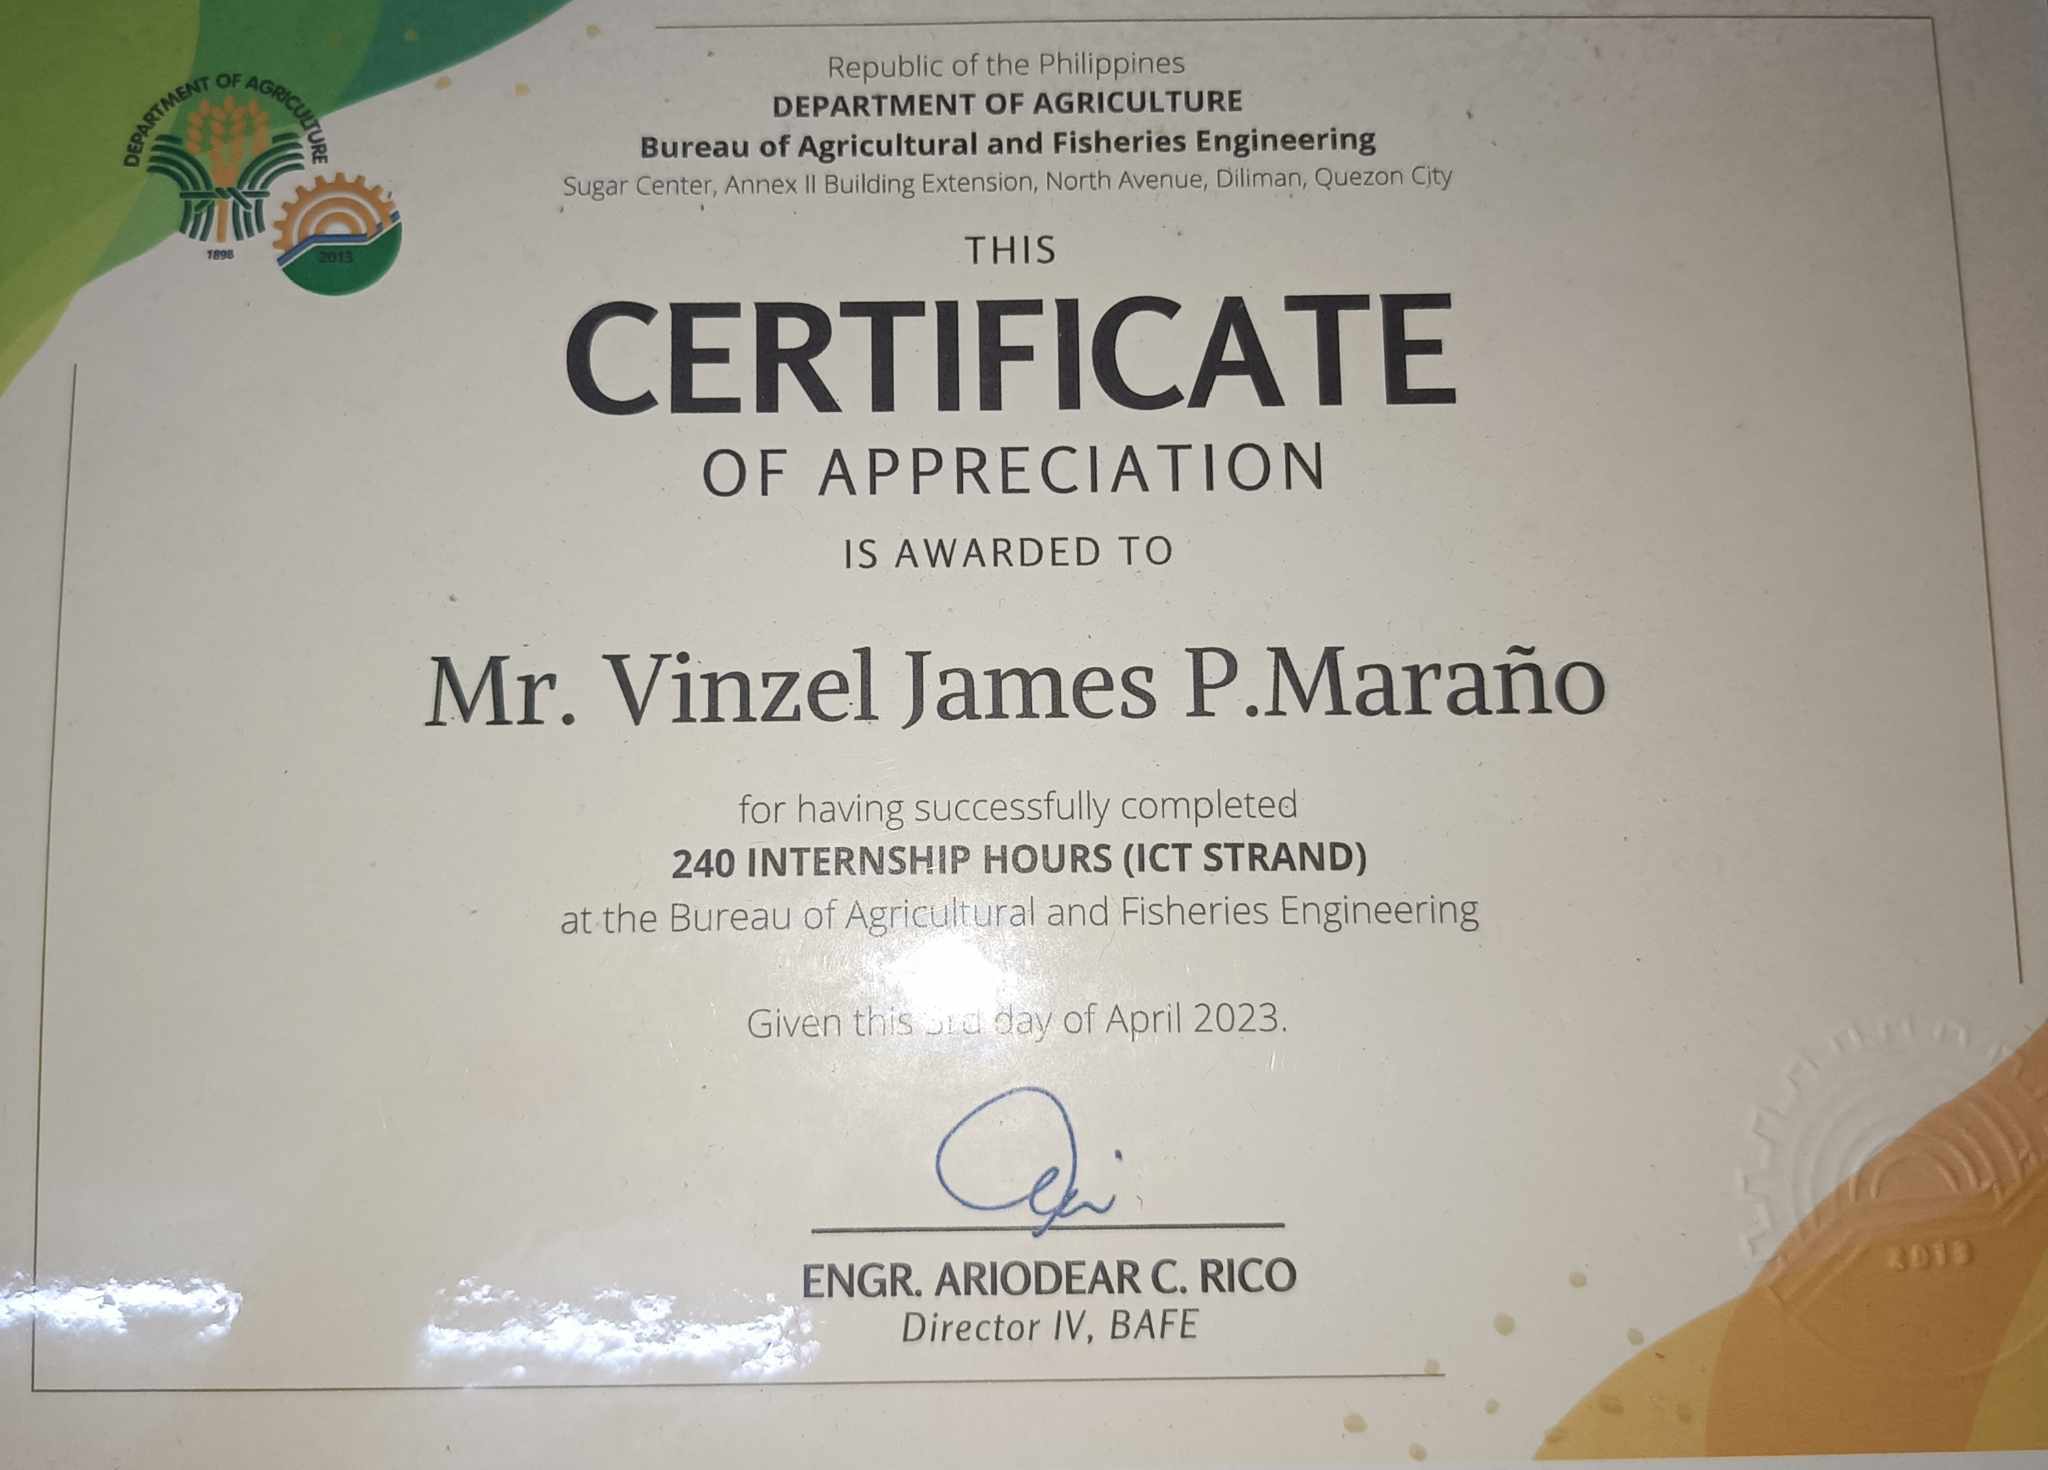 DEPARTMENT OF AGRICULTURE
1898
2013
Republic of the Philippines
DEPARTMENT OF AGRICULTURE
Bureau of Agricultural and Fisheries Engineering
Sugar Center, Annex II Building Extension, North Avenue, Diliman, Quezon City
THIS
CERTIFICATE
OF APPRECIATION
IS AWARDED TO
Mr. Vinzel James P.Maraño
for having successfully completed
240 INTERNSHIP HOURS (ICT STRAND)
at the Bureau of Agricultural and Fisheries Engineering
Given this 3rd day of April 2023.
ENGR. ARIODEAR C. RICO
Director IV, BAFE
2013